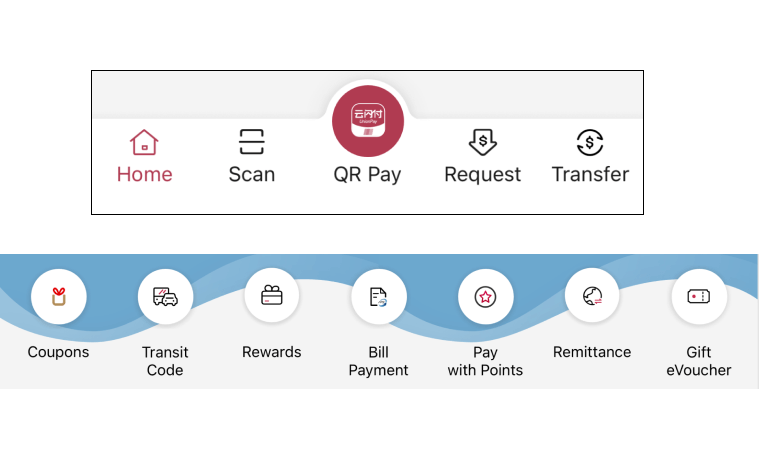 云闪付
UnionPay
Home
Scan
QR Pay
Request
Transfer
Coupons
Transit
Code
Rewards
Bill
Payment
Pay
with Points
Remittance
Gift
eVoucher